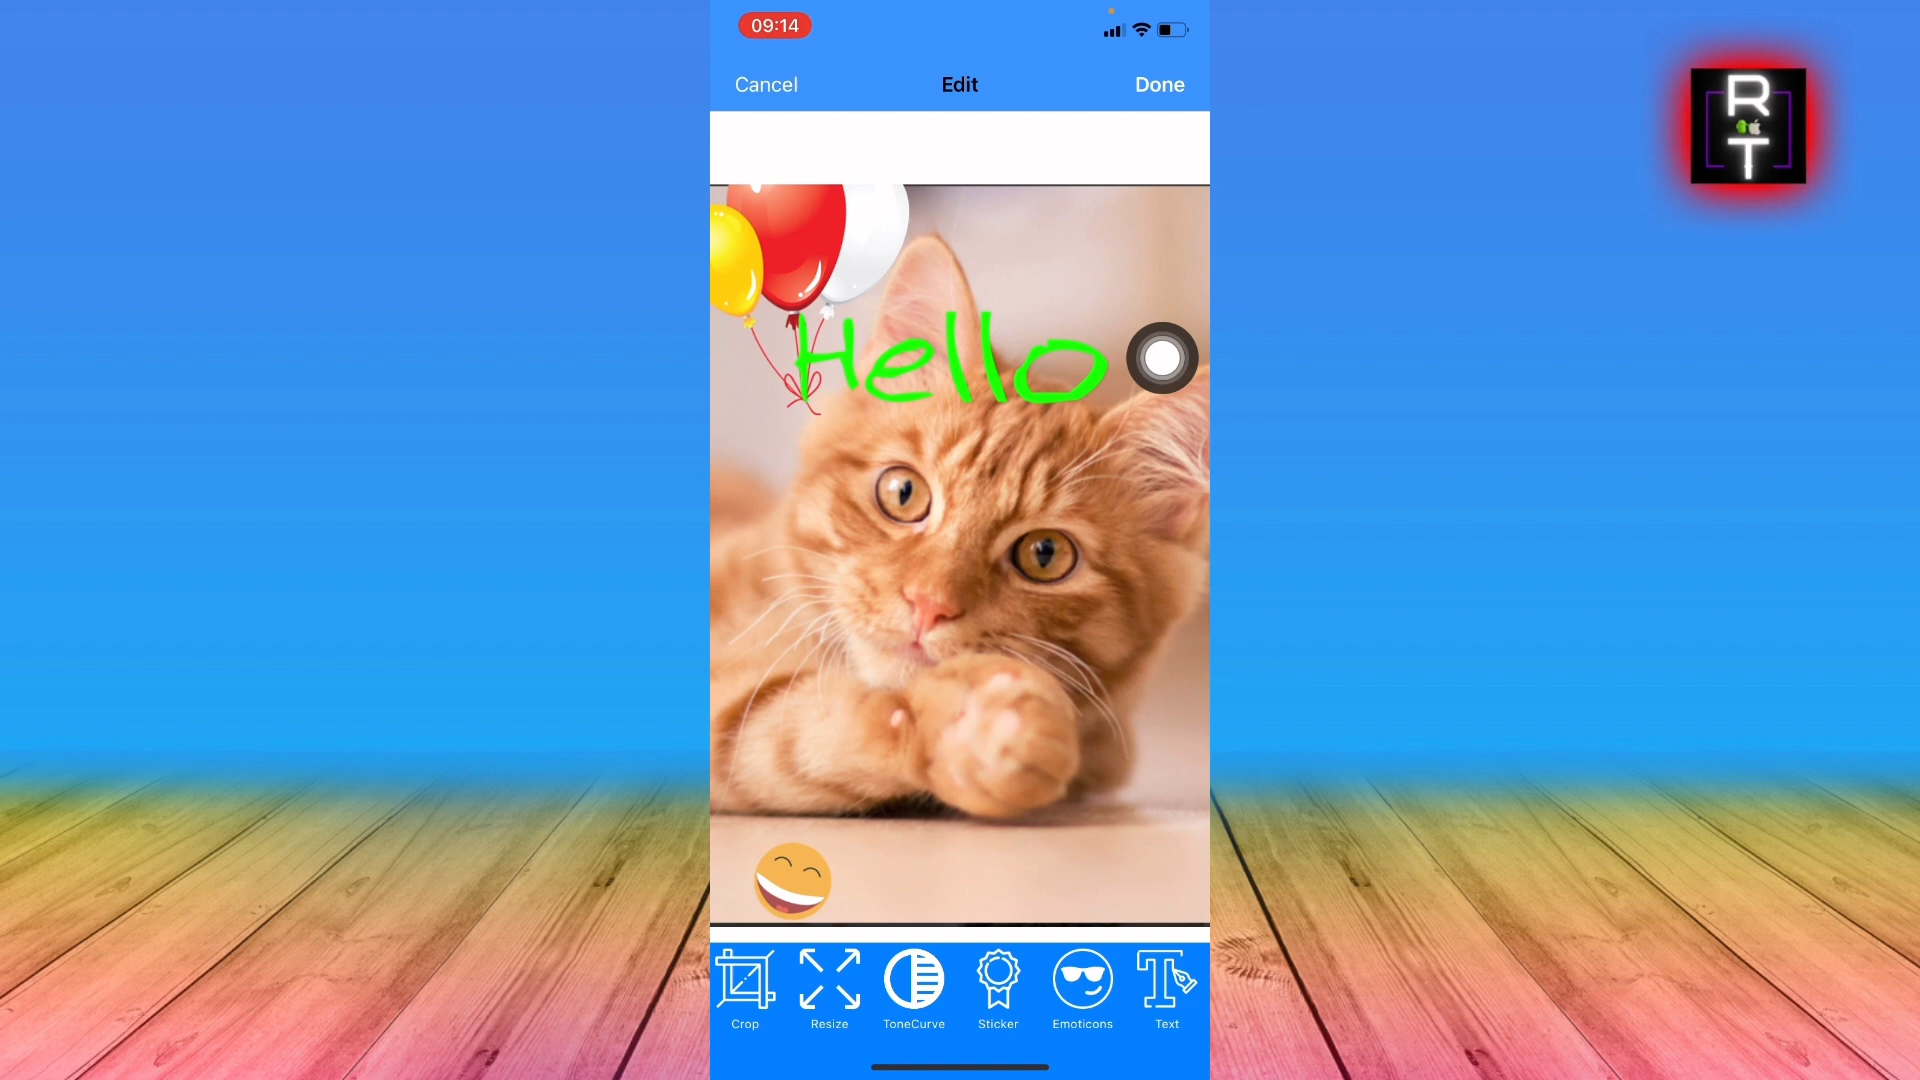 09:14
Cancel Edit Done
R
T
Hello
Crop Resize ToneCurve Sticker Emoticons Text